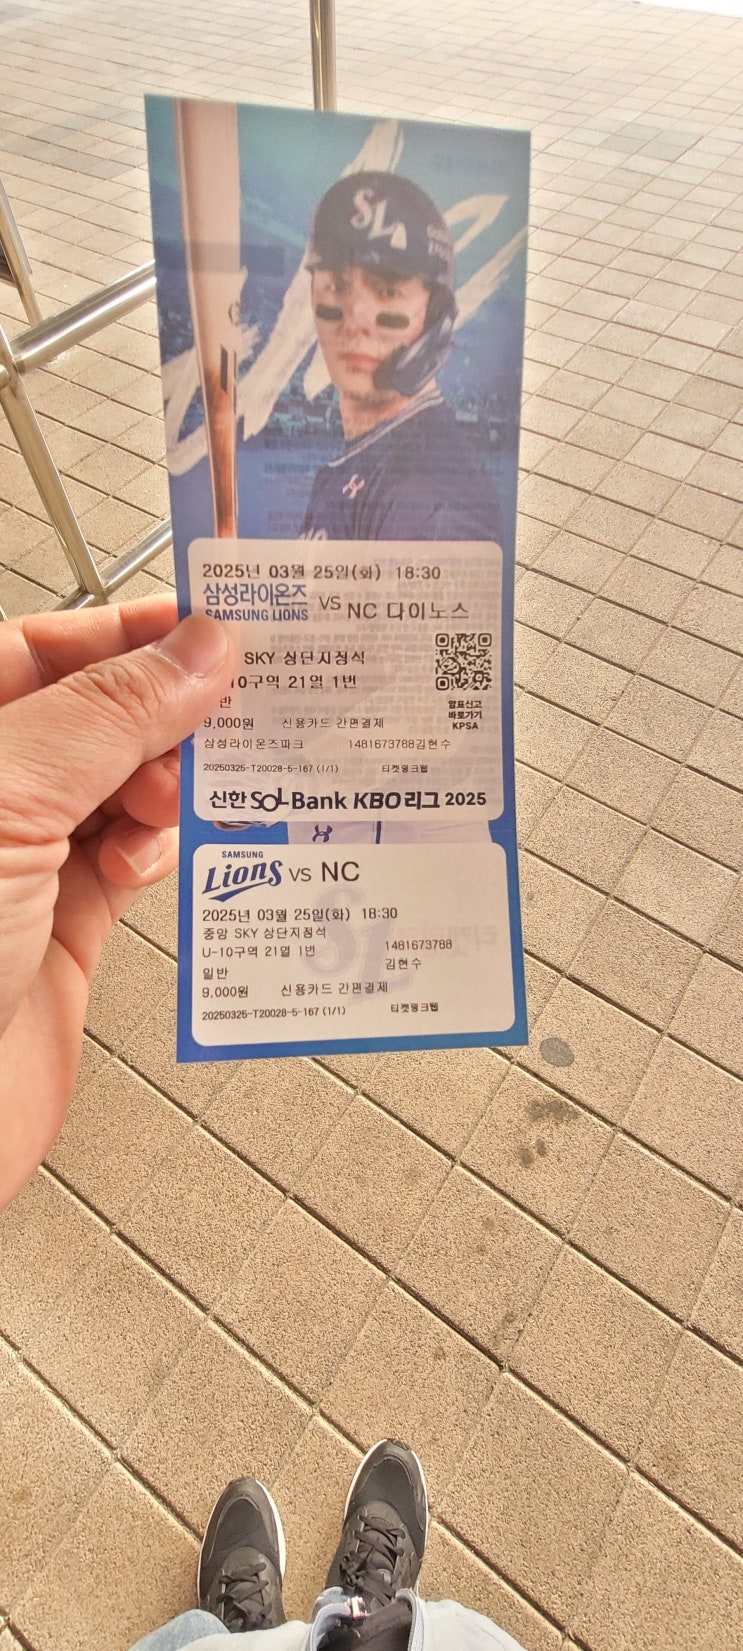 SL
2025년 03월 25일(화) 18:30
삼성라이온즈 VS NC 다이노스
SAMSUNG LIONS
SKY 상단지정석
10구역 21열 1번
반
9,000원 신용카드 간편결제
알표신고
바로가기
KPSA
삼성라이온즈파크 1481673788김현수
20250325-T20028-5-167 (1/1) 티켓링크웹
신한 SOL Bank KBO 리그 2025
SAMSUNG
Lions VS NC
2025년 03월 25일(화) 18:30
중앙 SKY 상단지정석
U-10구역 21열 1번 1481673788
일반 김현수
9,000원 신용카드 간편결제
20250325-T20028-5-167 (1/1) 티켓링크웹